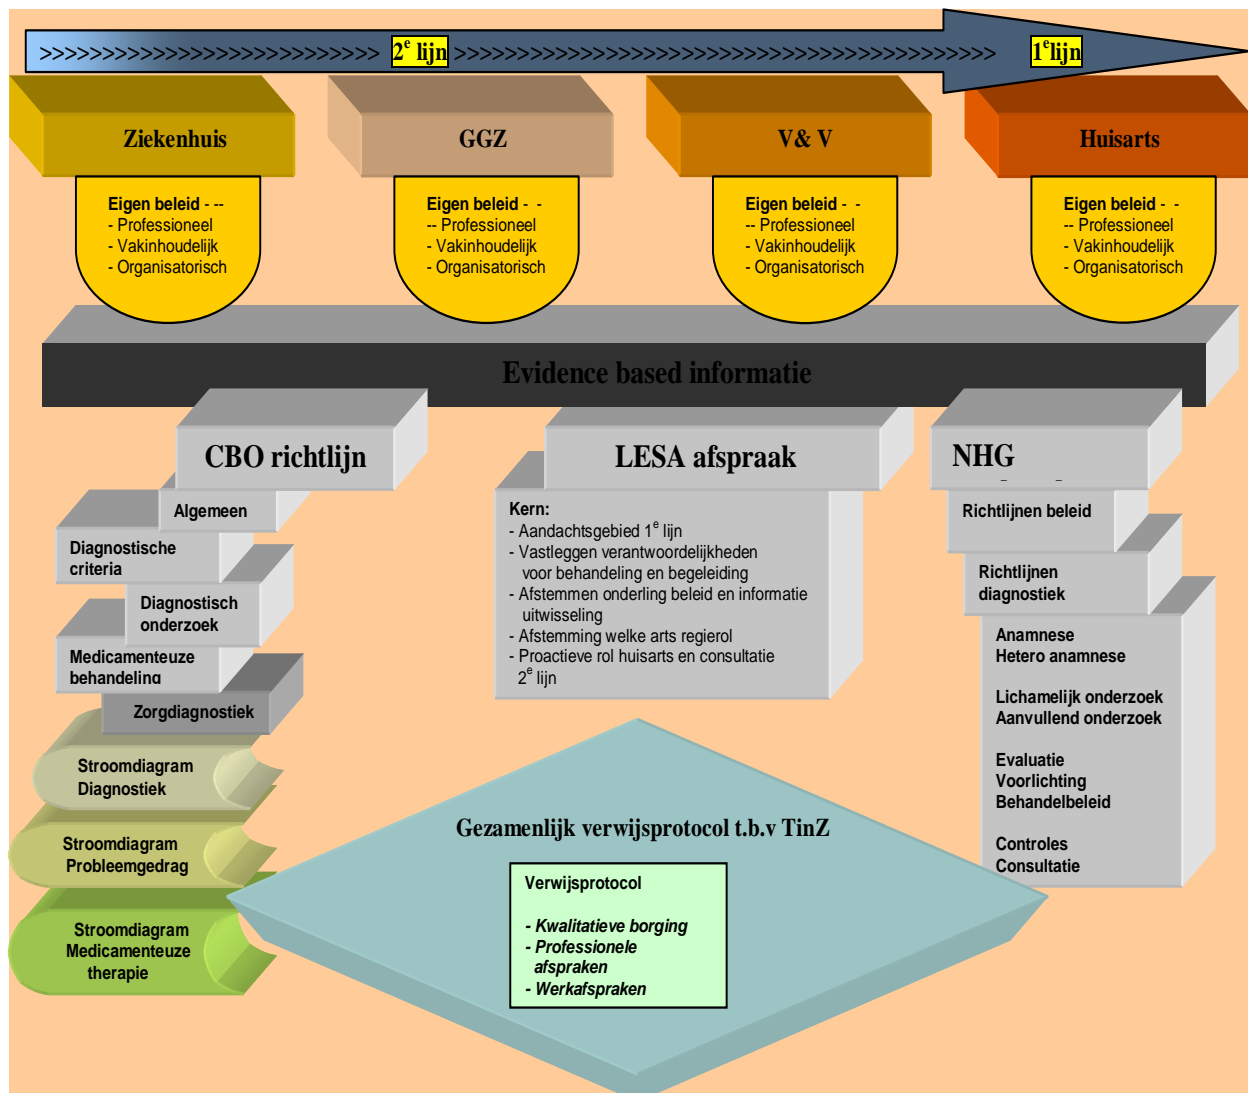 >>>>>>>>>>>>>>>>>>>>>>>>>>>>>> 2e lijn >>>>>>>>>>>>>>>>>>>>>>>>>>>>>>>>>>>>>>>>>>>>>>> 1e lijn
Ziekenhuis
GGZ
V& V
Huisarts
Eigen beleid - --
- Professioneel
- Vakinhoudelijk
- Organisatorisch
Eigen beleid - -
-- Professioneel
- Vakinhoudelijk
- Organisatorisch
Eigen beleid - -
-- Professioneel
- Vakinhoudelijk
- Organisatorisch
Eigen beleid - -
-- Professioneel
- Vakinhoudelijk
- Organisatorisch
Evidence based informatie
CBO richtlijn
Algemeen
Diagnostische
criteria
Diagnostisch
onderzoek
Medicamenteuze
behandeling
Zorgdiagnostiek
Stroomdiagram
Diagnostiek
Stroomdiagram
Probleemgedrag
Stroomdiagram
Medicamenteuze
therapie
LESA afspraak
Kern:
- Aandachtsgebied 1e lijn
- Vastleggen verantwoordelijkheden
voor behandeling en begeleiding
- Afstemmen onderling beleid en informatie
uitwisseling
- Afstemming welke arts regierol
- Proactieve rol huisarts en consultatie
2e lijn
NHG
Richtlijnen beleid
Richtlijnen
diagnostiek
Anamnese
Hetero anamnese
Lichamelijk onderzoek
Aanvullend onderzoek
Evaluatie
Voorlichting
Behandelbeleid
Controles
Consultatie
Gezamenlijk verwijsprotocol t.b.v TinZ
Verwijsprotocol
- Kwalitatieve borging
- Professionele
afspraken
- Werkafspraken